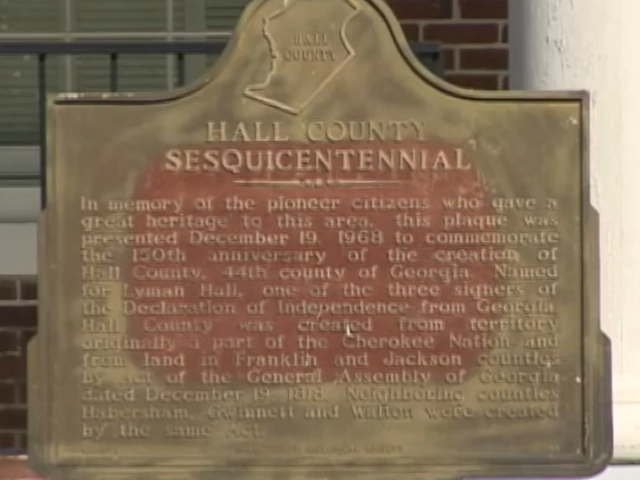 HALL
COUNTY
HALL COUNTY
SESQUICENTENNIAL
In memory of the pioneer citizens who gave a
great heritage to this area, this plaque was
presented December 19, 1968 to commemorate
the 150th anniversary of the creation of
Hall County, 44th county of Georgia. Named
for Lyman Hall, one of the three signers of
the Declaration of Independence from Georgia,
Hall County was created from territory
originally a part of the Cherokee Nation and
from land in Franklin and Jackson counties
by Act of the General Assembly of Georgia
dated December 19, 1818. Neighboring counties
Habersham, Gwinnett and Walton were created
by the same Act.